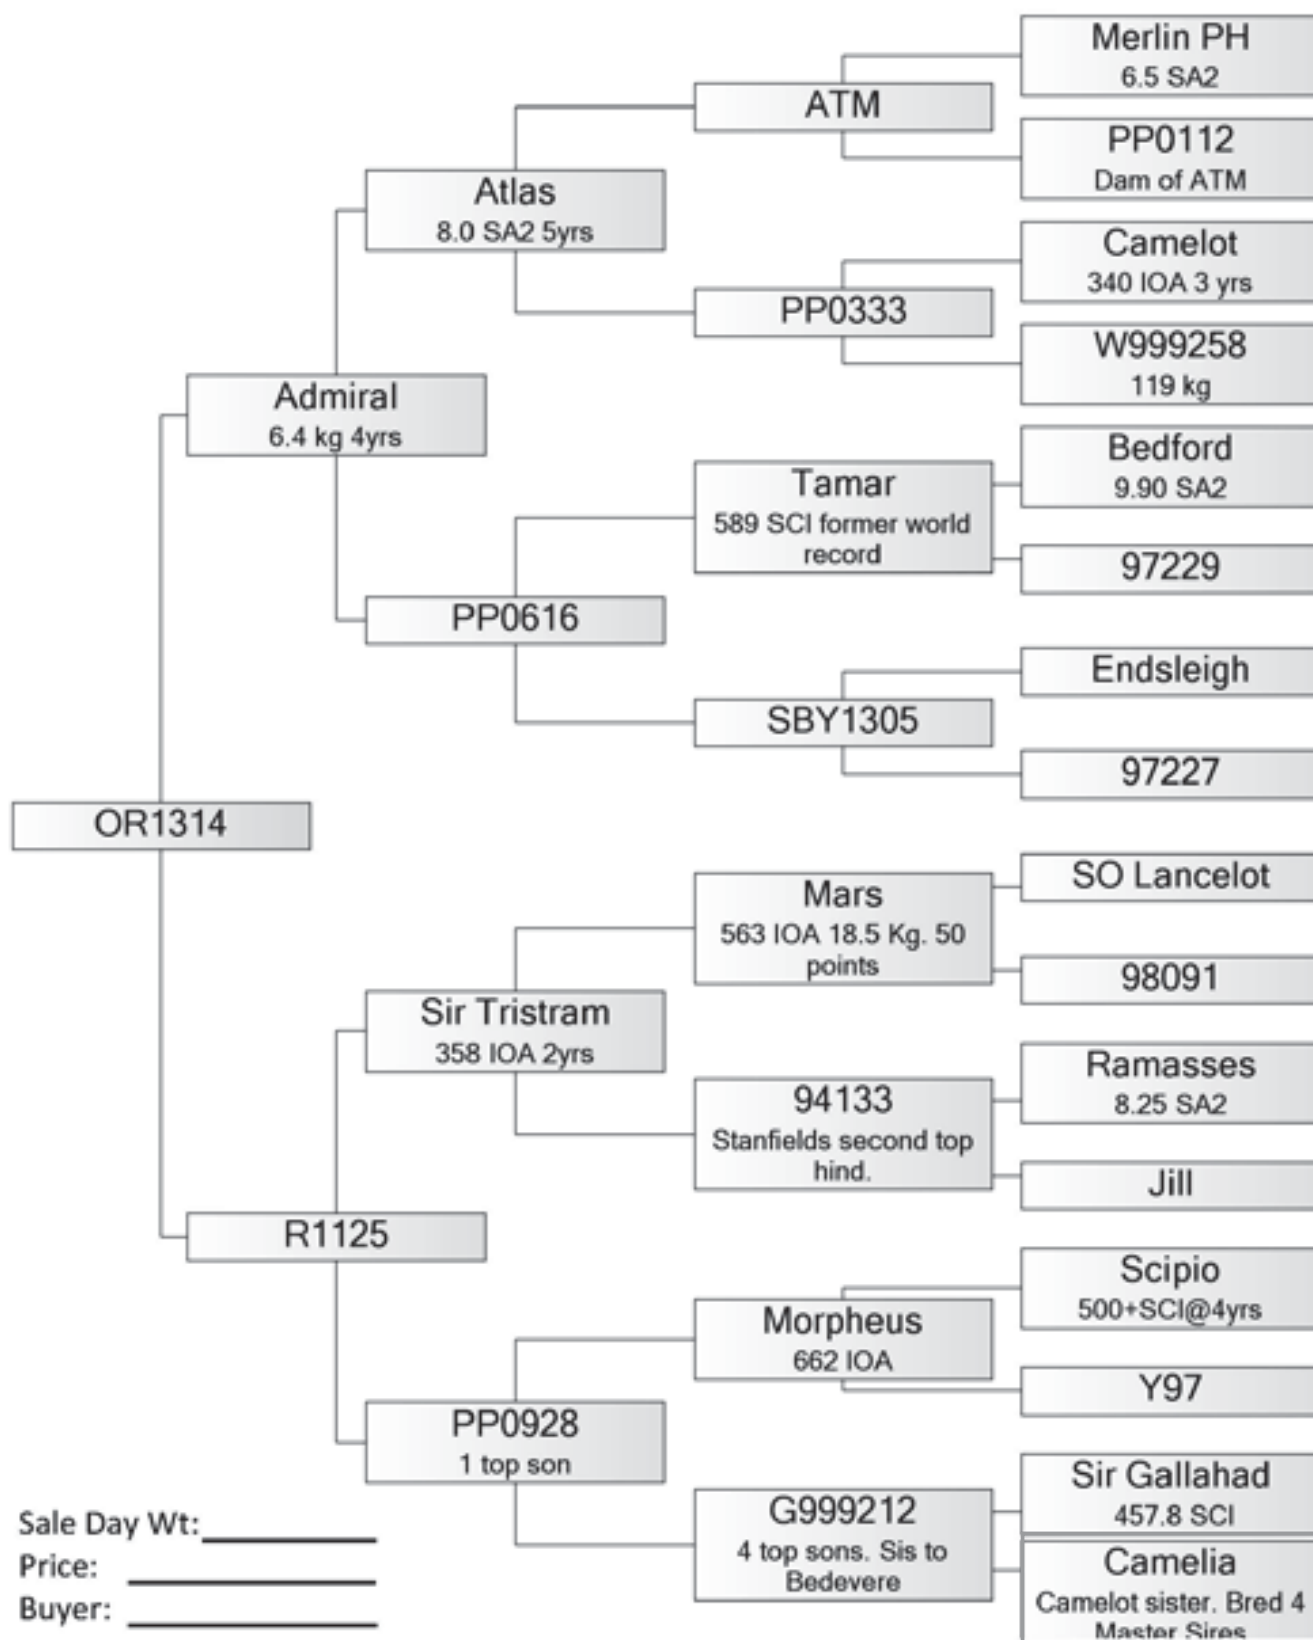 Merlin PH
6.5 SA2
ATM
PP0112
Dam of ATM
Atlas
8.0 SA2 5yrs
Camelot
340 IOA 3 yrs
PP0333
W999258
119 kg
Admiral
6.4 kg 4yrs
Bedford
9.90 SA2
Tamar
589 SCI former world
record
97229
PP0616
Endsleigh
SBY1305
97227
OR1314
SO Lancelot
Mars
563 IOA 18.5 Kg. 50
points
98091
Sir Tristram
358 IOA 2yrs
Ramasses
8.25 SA2
94133
Stanfields second top
hind.
Jill
R1125
Scipio
500+SCI@4yrs
Morpheus
662 IOA
Y97
PP0928
1 top son
Sir Gallahad
457.8 SCI
G999212
4 top sons. Sis to
Bedevere
Camelia
Camelot sister. Bred 4
Master Sires
Sale Day Wt:
Price:
Buyer: